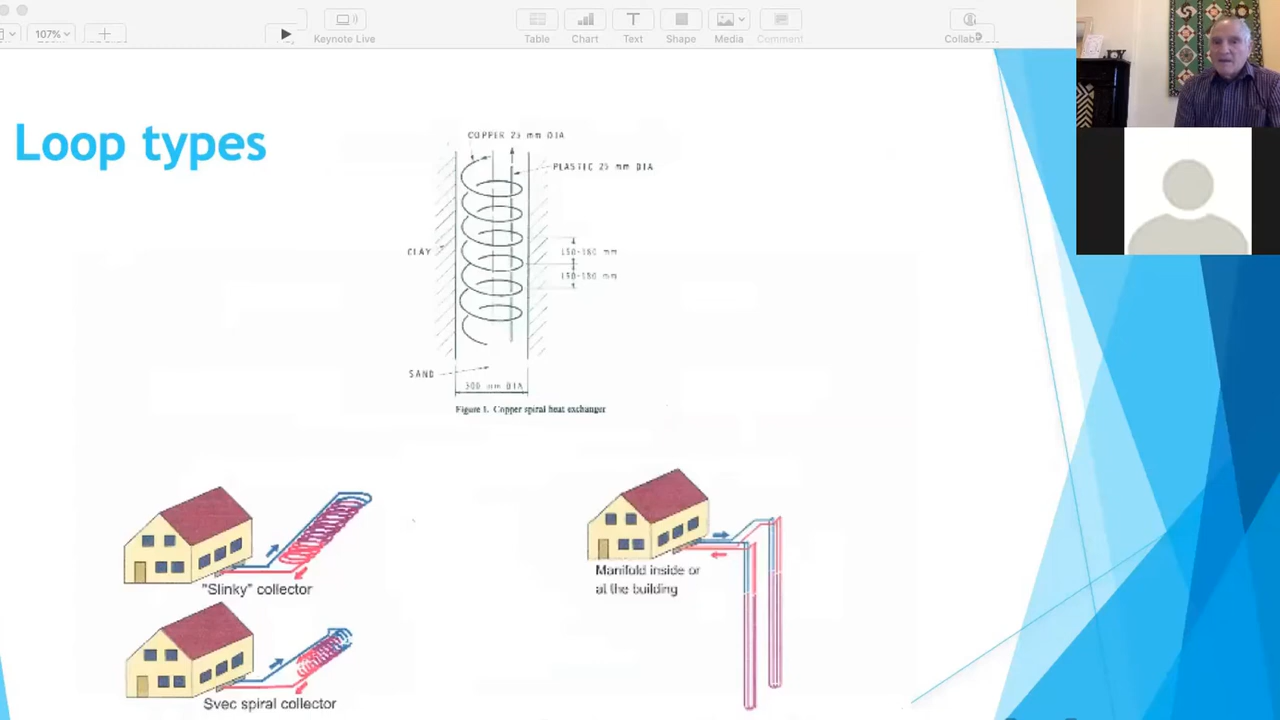 107%
Keynote Live
Table
Chart
Text
Shape
Media
Comment
Loop types
COPPER 25 mm DIA
PLASTIC 25 mm DIA
CLAY
150-180 mm
150-180 mm
SAND
300 mm DIA
Figure 1. Copper spiral heat exchanger
"Slinky" collector
Manifold inside or
at the building
Svec spiral collector